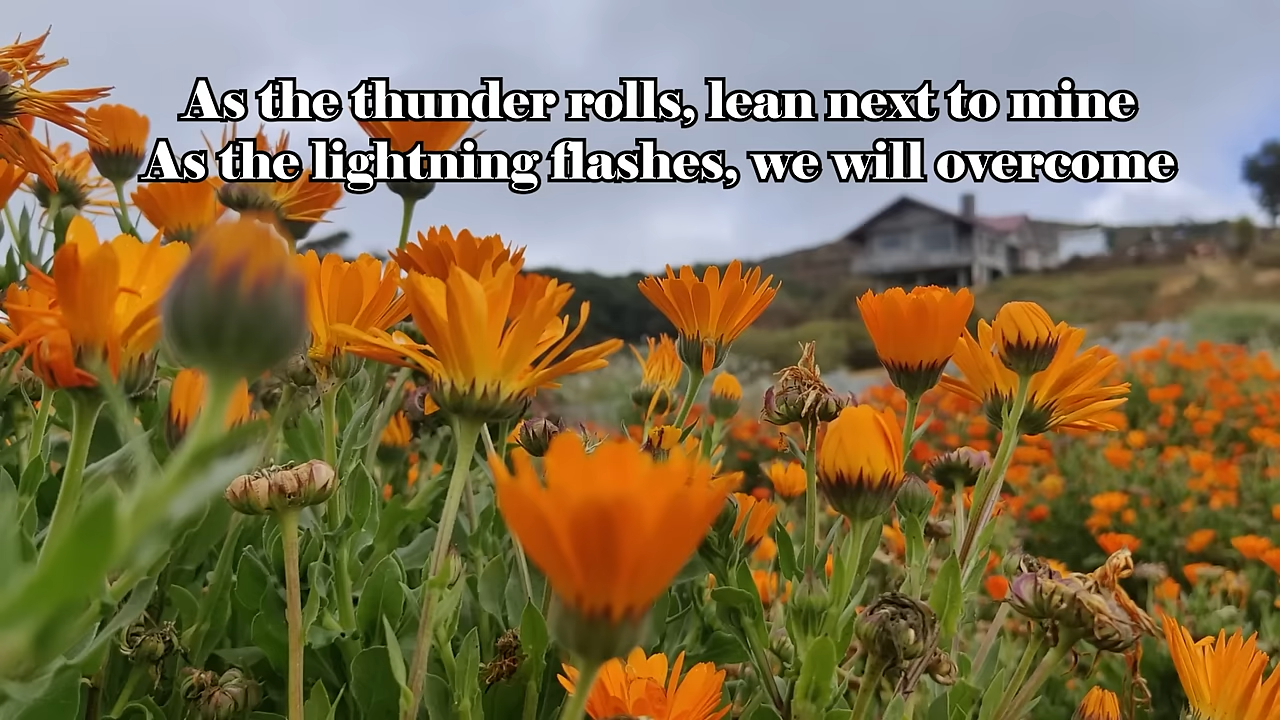 As the thunder rolls, lean next to mine
As the lightning flashes, we will overcome